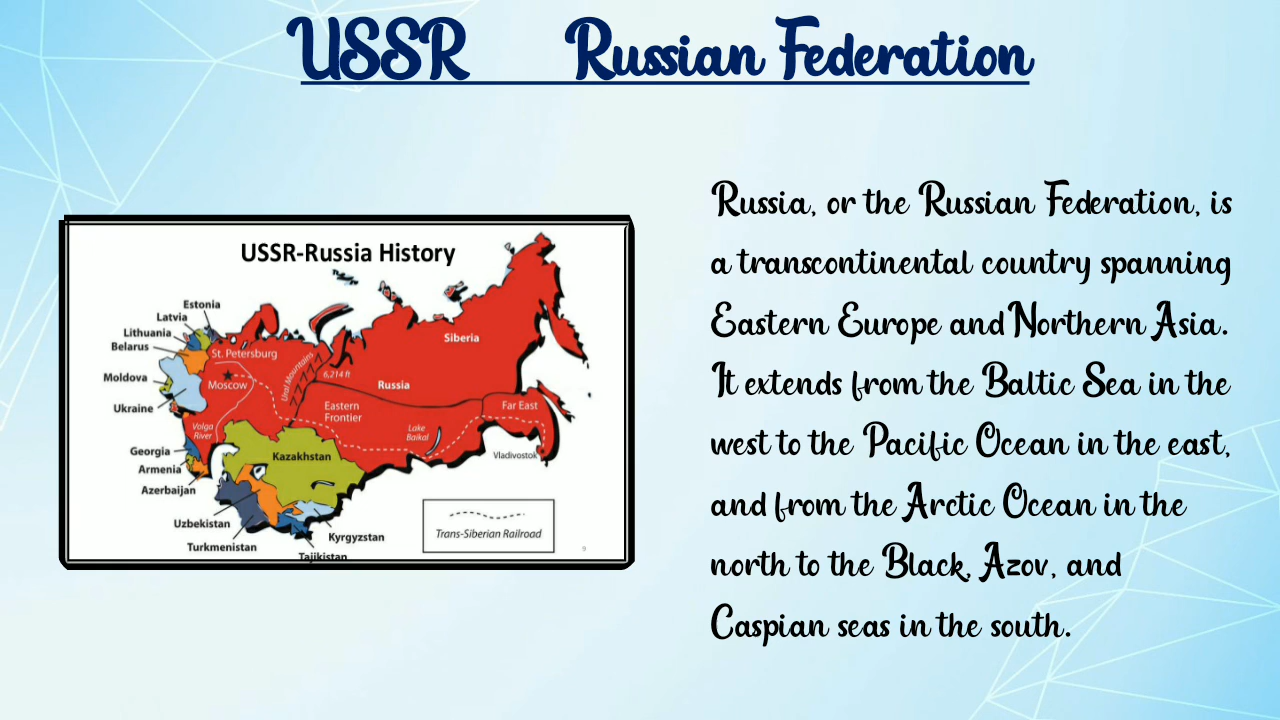 USSR Russian Federation
USSR-Russia History
Estonia
Latvia
Lithuania
Belarus
Moldova
Ukraine
Georgia
Armenia
Azerbaijan
Uzbekistan
Turkmenistan
Tajikistan
Kyrgyzstan
Kazakhstan
St. Petersburg
Moscow
Volga
River
Ural Mountains
6,214 ft
Eastern
Frontier
Russia
Siberia
Lake
Baikal
Far East
Vladivostok
Trans-Siberian Railroad
9
Russia, or the Russian Federation, is
a transcontinental country spanning
Eastern Europe and Northern Asia.
It extends from the Baltic Sea in the
west to the Pacific Ocean in the east,
and from the Arctic Ocean in the
north to the Black, Azov, and
Caspian seas in the south.